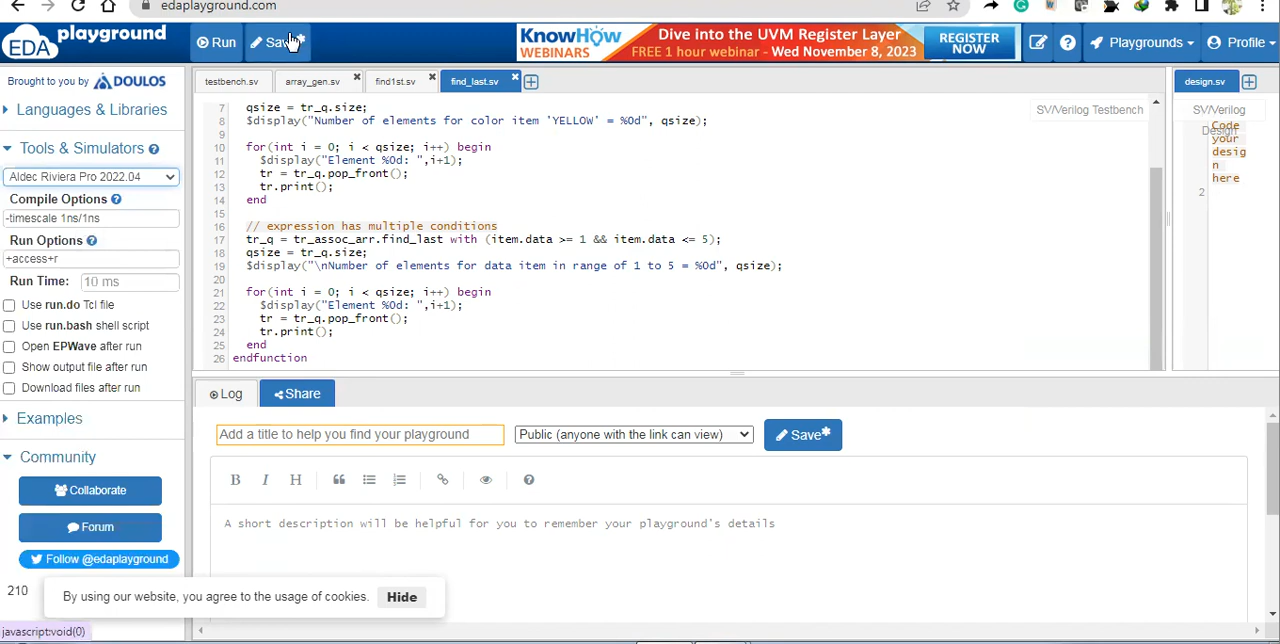 edaplayground.com
EDA playground
Run
Sav*
KnowHow WEBINARS
Dive into the UVM Register Layer
FREE 1 hour webinar - Wed November 8, 2023
REGISTER NOW
Playgrounds
Profile
Brought to you by DOULOS
testbench.sv
array_gen.sv
find1st.sv
find_last.sv
design.sv
Languages & Libraries
Tools & Simulators
Aldec Riviera Pro 2022.04
Compile Options
-timescale 1ns/1ns
Run Options
+access+r
Run Time: 10 ms
Use run.do Tcl file
Use run.bash shell script
Open EPWave after run
Show output file after run
Download files after run
Examples
Community
Collaborate
Forum
Follow @edaplayground
210
SV/Verilog Testbench
7 qsize = tr_q.size;
8 $display("Number of elements for color item 'YELLOW' = %0d", qsize);
9
10 for(int i = 0; i < qsize; i++) begin
11 $display("Element %0d: ",i+1);
12 tr = tr_q.pop_front();
13 tr.print();
14 end
15
16 // expression has multiple conditions
17 tr_q = tr_assoc_arr.find_last with (item.data >= 1 && item.data <= 5);
18 qsize = tr_q.size;
19 $display("\nNumber of elements for data item in range of 1 to 5 = %0d", qsize);
20
21 for(int i = 0; i < qsize; i++) begin
22 $display("Element %0d: ",i+1);
23 tr = tr_q.pop_front();
24 tr.print();
25 end
26 endfunction
SV/Verilog
Design
Code
your
desig
n
here
2
Log
Share
Add a title to help you find your playground
Public (anyone with the link can view)
Save*
B I H
A short description will be helpful for you to remember your playground's details
By using our website, you agree to the usage of cookies.
Hide
javascript:void(0)